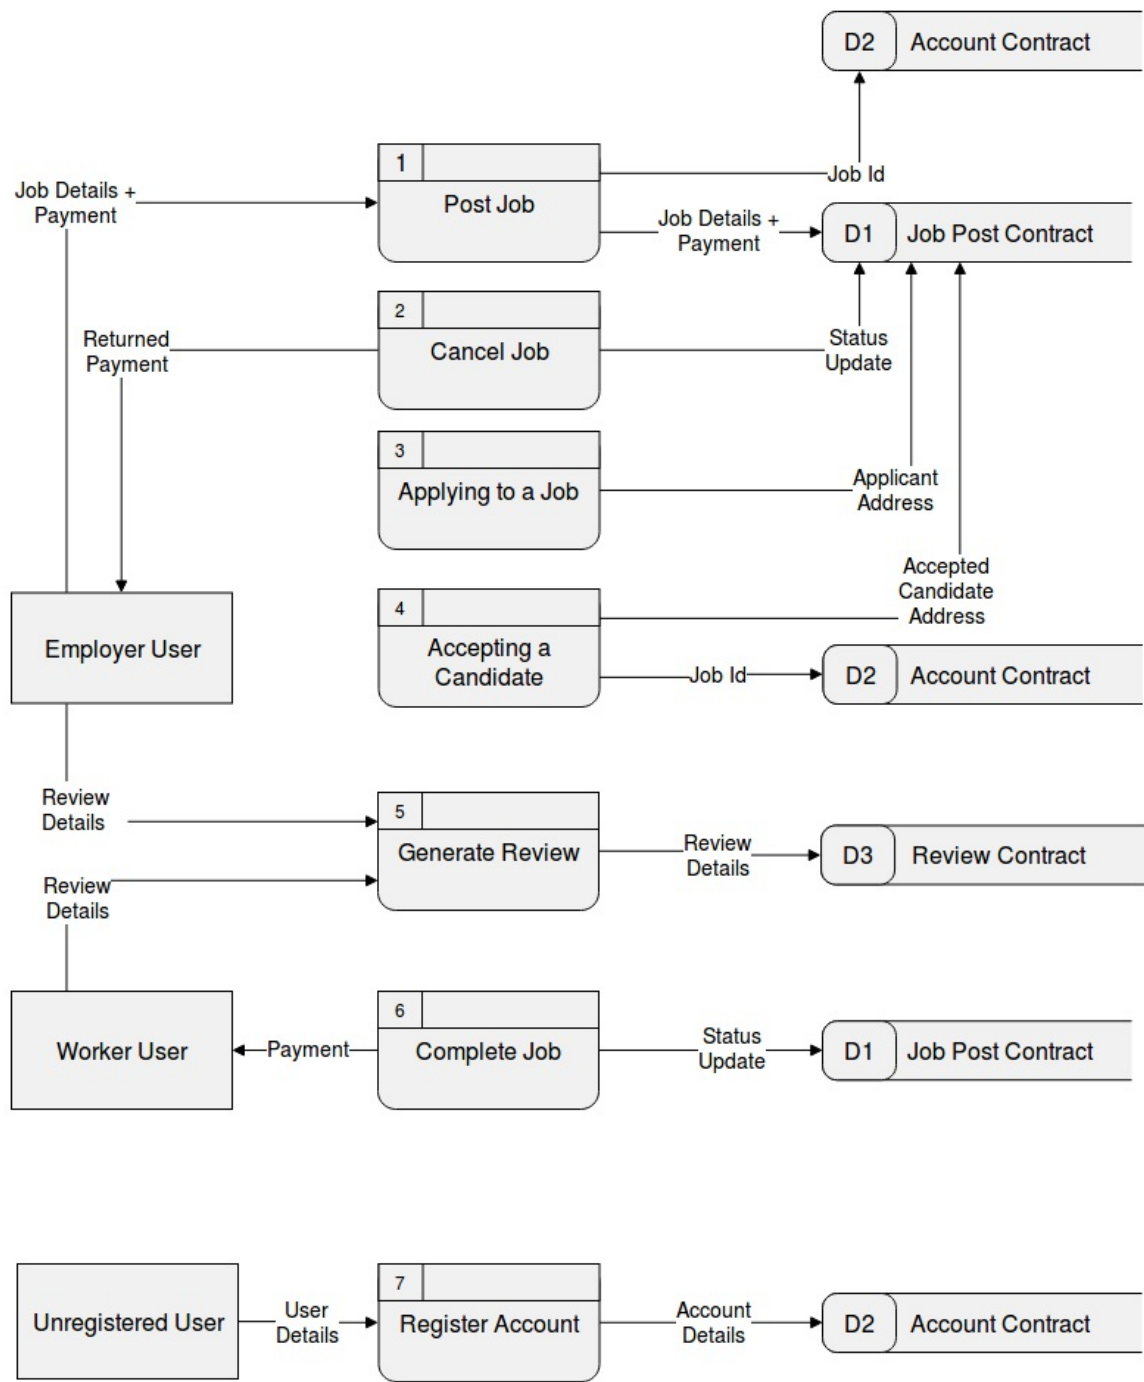 D2 Account Contract
1
Job Id
Job Details +
Payment
Post Job
Job Details +
Payment
D1 Job Post Contract
2
Returned
Payment
Cancel Job
Status
Update
3
Applying to a Job
Applicant
Address
Accepted
Candidate
Address
4
Employer User
Accepting a
Candidate
Job Id
D2 Account Contract
Review
Details
5
Generate Review
Review
Details
D3 Review Contract
Review
Details
6
Worker User
Payment
Complete Job
Status
Update
D1 Job Post Contract
7
Unregistered User
User
Details
Register Account
Account
Details
D2 Account Contract